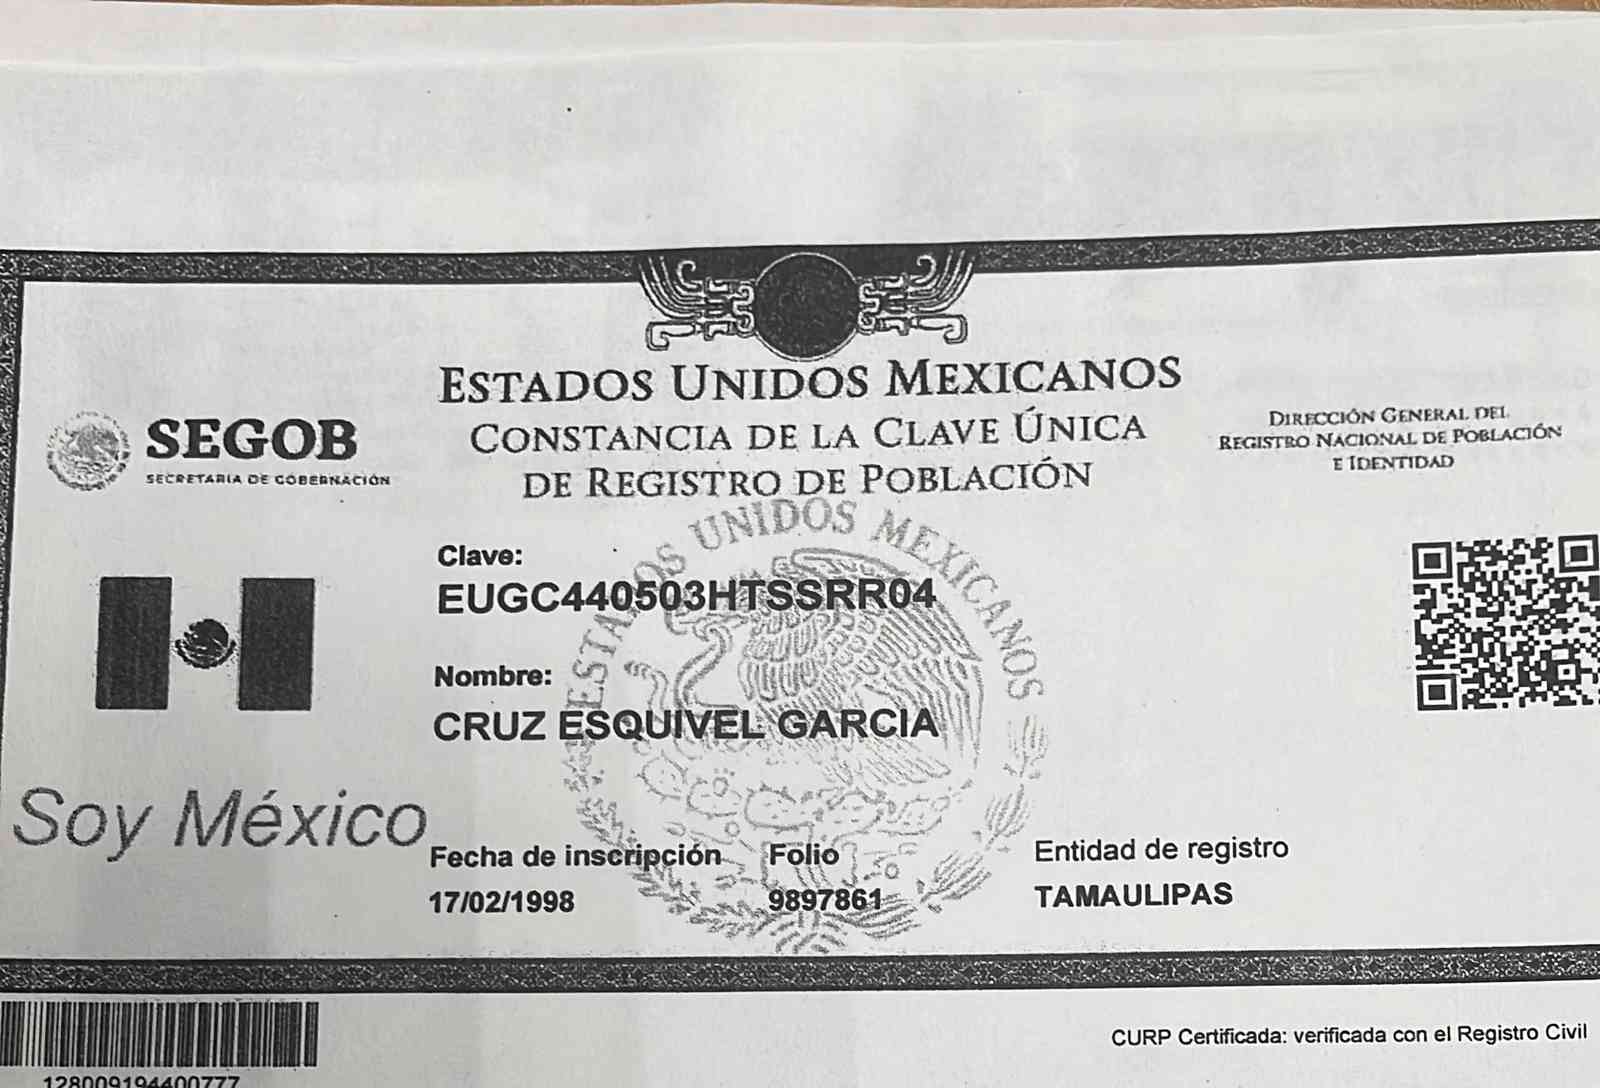 ESTADOS UNIDOS MEXICANOS
CONSTANCIA DE LA CLAVE ÚNICA
DE REGISTRO DE POBLACIÓN
SEGOB
SECRETARÍA DE GOBERNACIÓN
DIRECCIÓN GENERAL DEL
REGISTRO NACIONAL DE POBLACIÓN
E IDENTIDAD
ESTADOS UNIDOS MEXICANOS
Clave:
EUGC440503HTSSRR04
Nombre:
CRUZ ESQUIVEL GARCIA
Soy México
Fecha de inscripción Folio Entidad de registro
17/02/1998 9897861 TAMAULIPAS
CURP Certificada: verificada con el Registro Civil
128009194400777